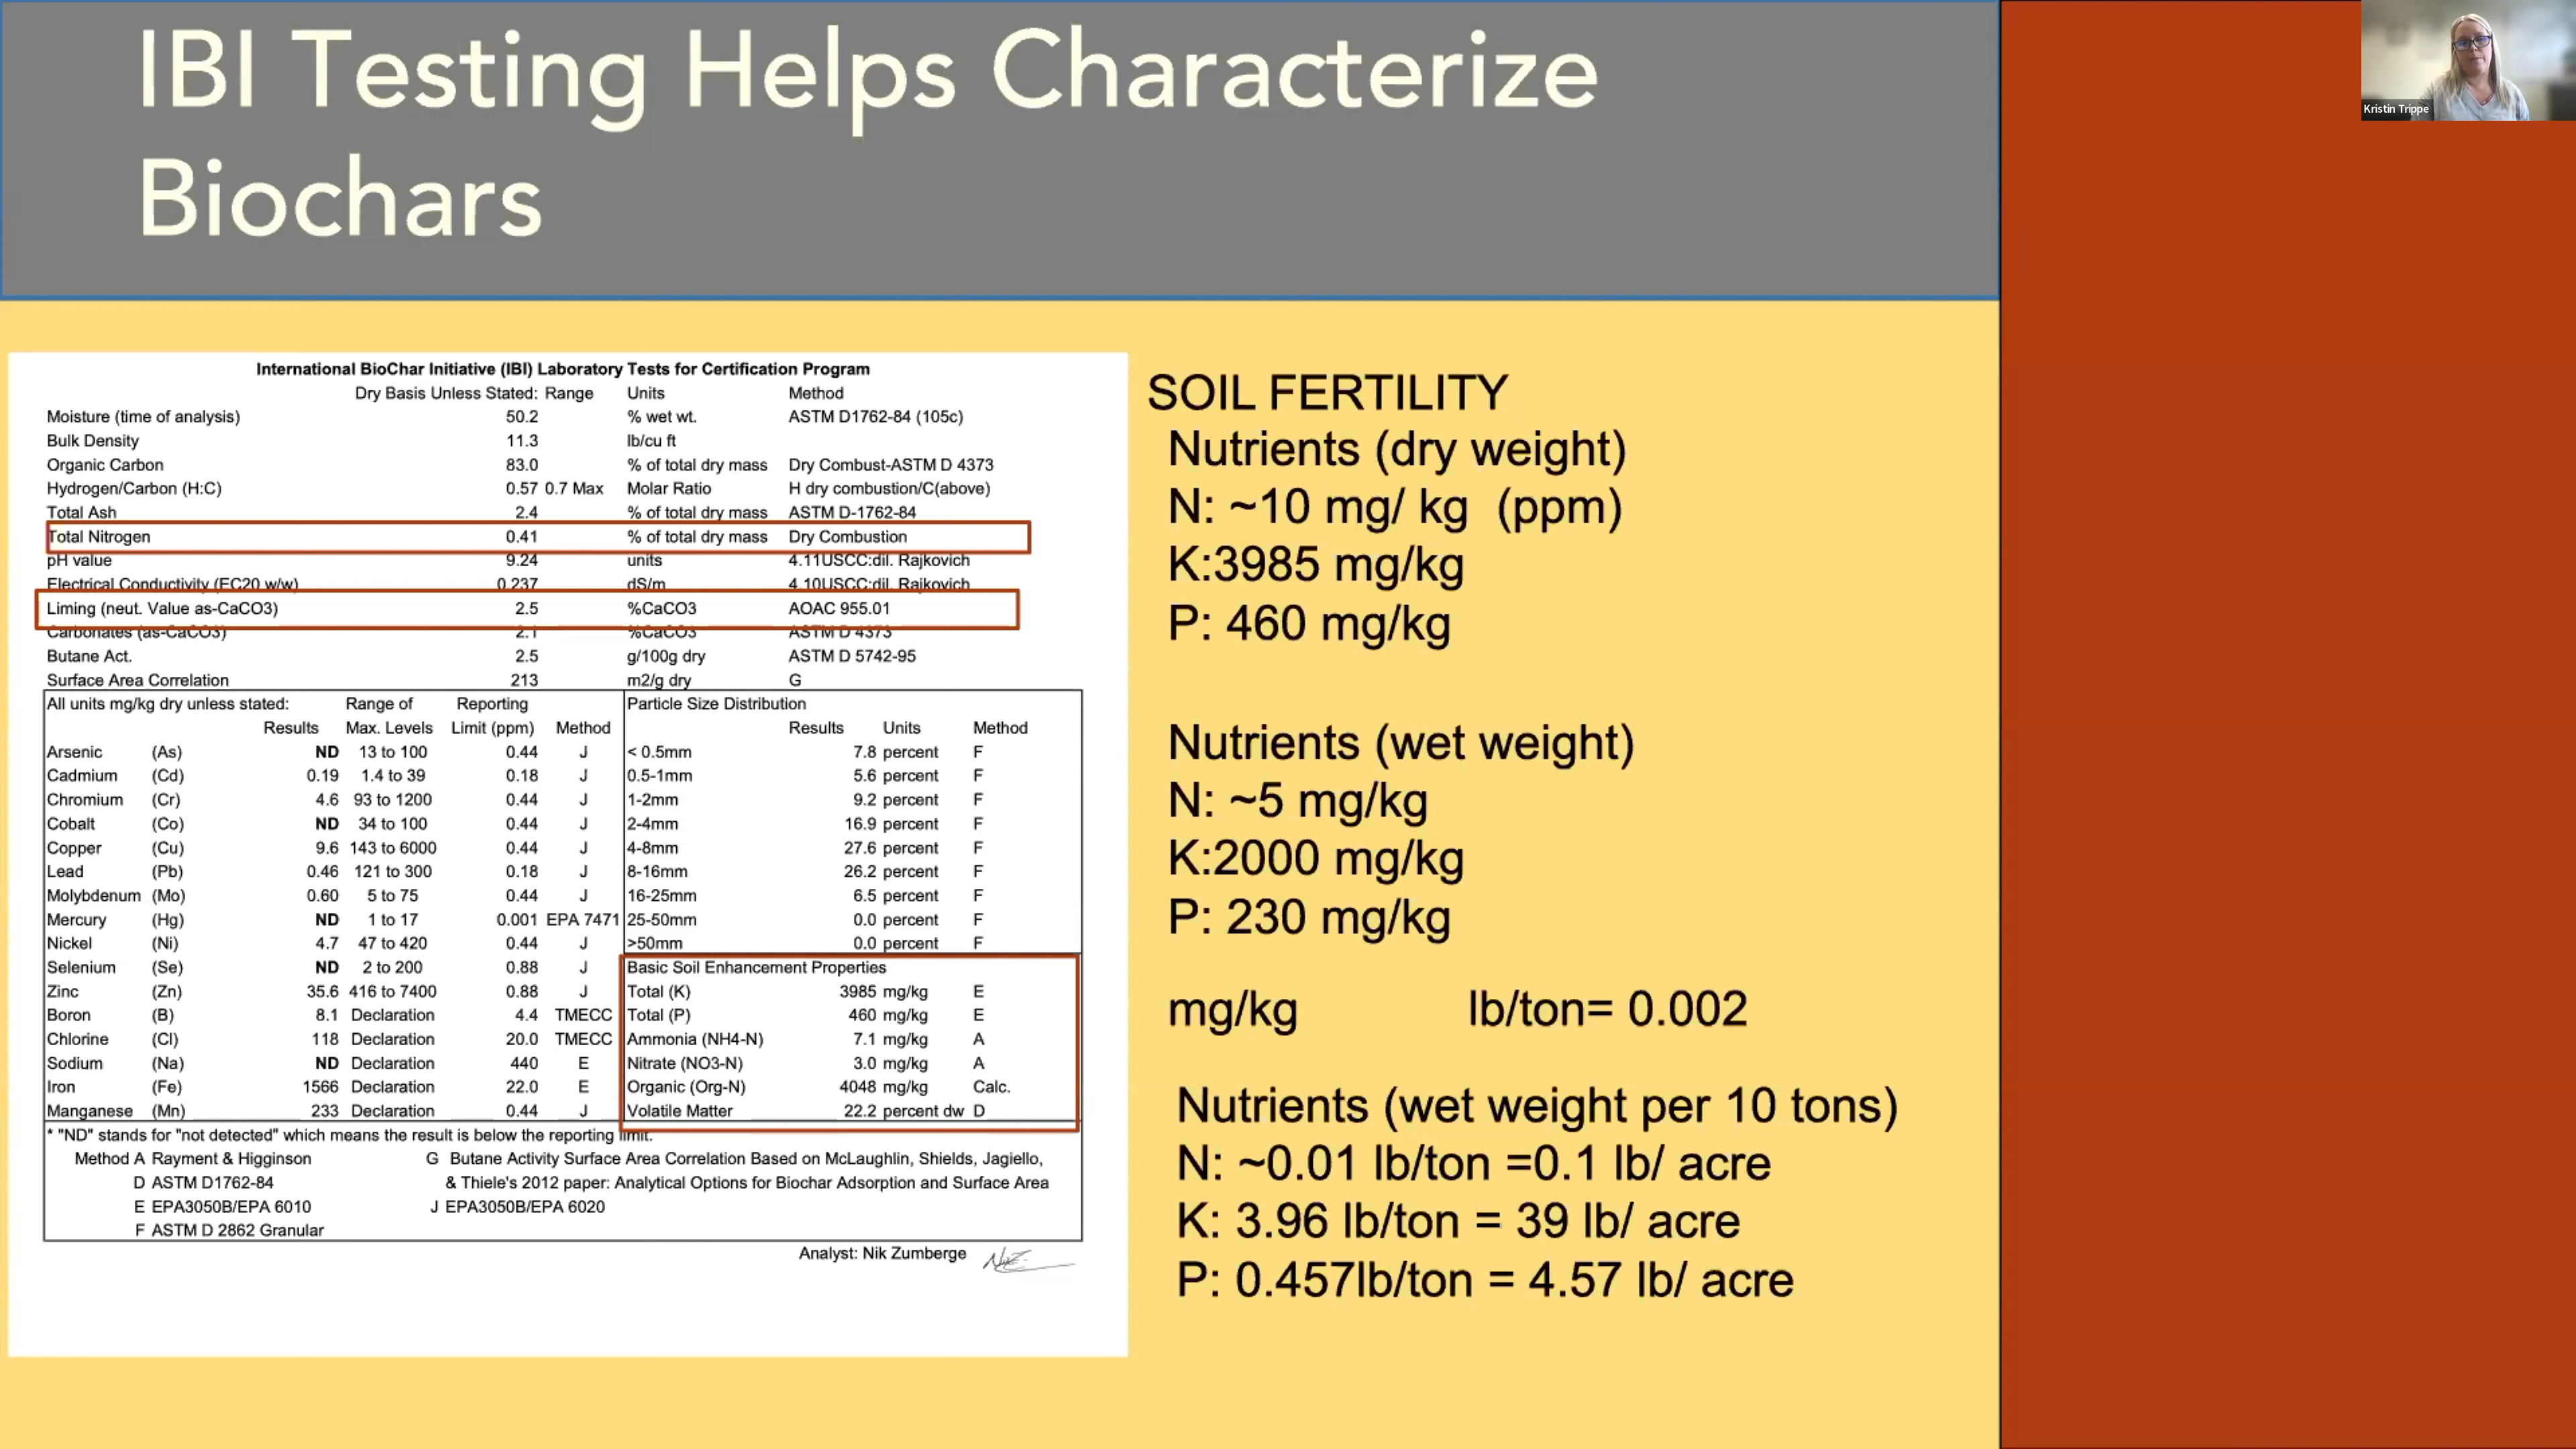 IBI Testing Helps Characterize
Biochars
Kristin Trippe
International BioChar Initiative (IBI) Laboratory Tests for Certification Program
Dry Basis Unless Stated: Range Units Method
Moisture (time of analysis) 50.2 % wet wt. ASTM D1762-84 (105c)
Bulk Density 11.3 lb/cu ft
Organic Carbon 83.0 % of total dry mass Dry Combust-ASTM D 4373
Hydrogen/Carbon (H:C) 0.57 0.7 Max Molar Ratio H dry combustion/C(above)
Total Ash 2.4 % of total dry mass ASTM D-1762-84
Total Nitrogen 0.41 % of total dry mass Dry Combustion
pH value 9.24 units 4.11USCC:dil. Rajkovich
Electrical Conductivity (EC20 w/w) 0.237 dS/m 4.10USCC:dil. Rajkovich
Liming (neut. Value as-CaCO3) 2.5 %CaCO3 AOAC 955.01
Carbonates (as-CaCO3) 2.1 %CaCO3 ASTM D 4373
Butane Act. 2.5 g/100g dry ASTM D 5742-95
Surface Area Correlation 213 m2/g dry G
All units mg/kg dry unless stated: Range of Reporting Particle Size Distribution
Results Max. Levels Limit (ppm) Method Results Units Method
Arsenic (As) ND 13 to 100 0.44 J < 0.5mm 7.8 percent F
Cadmium (Cd) 0.19 1.4 to 39 0.18 J 0.5-1mm 5.6 percent F
Chromium (Cr) 4.6 93 to 1200 0.44 J 1-2mm 9.2 percent F
Cobalt (Co) ND 34 to 100 0.44 J 2-4mm 16.9 percent F
Copper (Cu) 9.6 143 to 6000 0.44 J 4-8mm 27.6 percent F
Lead (Pb) 0.46 121 to 300 0.18 J 8-16mm 26.2 percent F
Molybdenum (Mo) 0.60 5 to 75 0.44 J 16-25mm 6.5 percent F
Mercury (Hg) ND 1 to 17 0.001 EPA 7471 25-50mm 0.0 percent F
Nickel (Ni) 4.7 47 to 420 0.44 J >50mm 0.0 percent F
Selenium (Se) ND 2 to 200 0.88 J Basic Soil Enhancement Properties
Zinc (Zn) 35.6 416 to 7400 0.88 J Total (K) 3985 mg/kg E
Boron (B) 8.1 Declaration 4.4 TMECC Total (P) 460 mg/kg E
Chlorine (Cl) 118 Declaration 20.0 TMECC Ammonia (NH4-N) 7.1 mg/kg A
Sodium (Na) ND Declaration 440 E Nitrate (NO3-N) 3.0 mg/kg A
Iron (Fe) 1566 Declaration 22.0 E Organic (Org-N) 4048 mg/kg Calc.
Manganese (Mn) 233 Declaration 0.44 J Volatile Matter 22.2 percent dw D
* "ND" stands for "not detected" which means the result is below the reporting limit.
Method A Rayment & Higginson G Butane Activity Surface Area Correlation Based on McLaughlin, Shields, Jagiello,
D ASTM D1762-84 & Thiele's 2012 paper: Analytical Options for Biochar Adsorption and Surface Area
E EPA3050B/EPA 6010 J EPA3050B/EPA 6020
F ASTM D 2862 Granular
Analyst: Nik Zumberge
SOIL FERTILITY
Nutrients (dry weight)
N: ~10 mg/ kg (ppm)
K:3985 mg/kg
P: 460 mg/kg
Nutrients (wet weight)
N: ~5 mg/kg
K:2000 mg/kg
P: 230 mg/kg
mg/kg lb/ton= 0.002
Nutrients (wet weight per 10 tons)
N: ~0.01 lb/ton =0.1 lb/ acre
K: 3.96 lb/ton = 39 lb/ acre
P: 0.457lb/ton = 4.57 lb/ acre